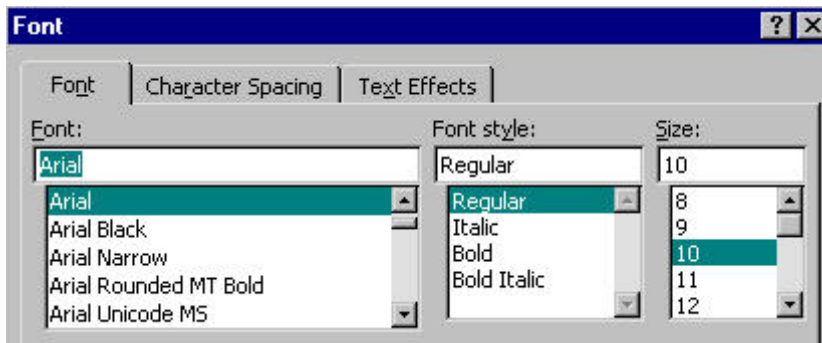 Font
Font Character Spacing Text Effects
Font: Font style: Size:
Arial Regular 10
Arial Regular 8
Arial Black Italic 9
Arial Narrow Bold 10
Arial Rounded MT Bold Bold Italic 11
Arial Unicode MS 12